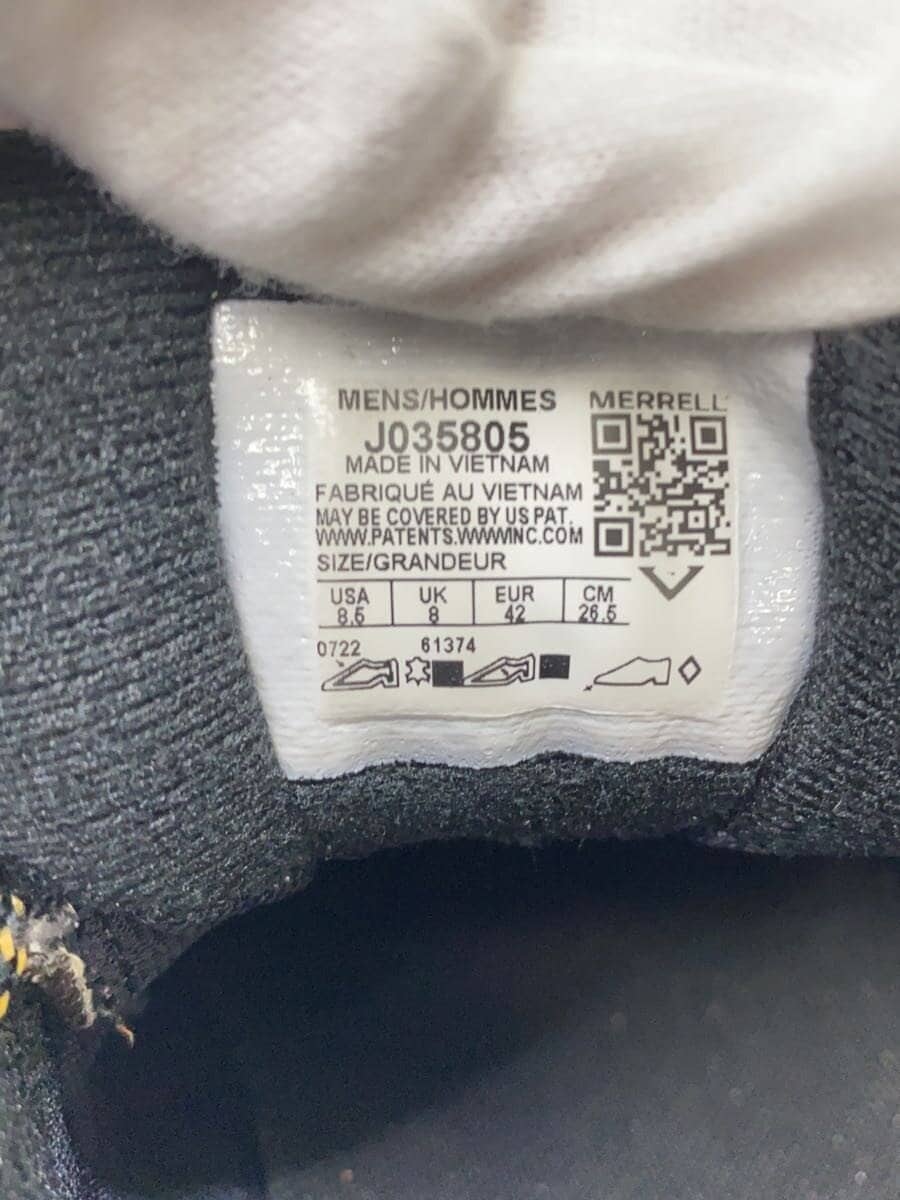 MENS/HOMMES
MERRELL
J035805
MADE IN VIETNAM
FABRIQUÉ AU VIETNAM
MAY BE COVERED BY US PAT.
WWW.PATENTS.WWWINC.COM
SIZE/GRANDEUR
USA UK EUR CM
8.5 8 42 26.5
0722 61374